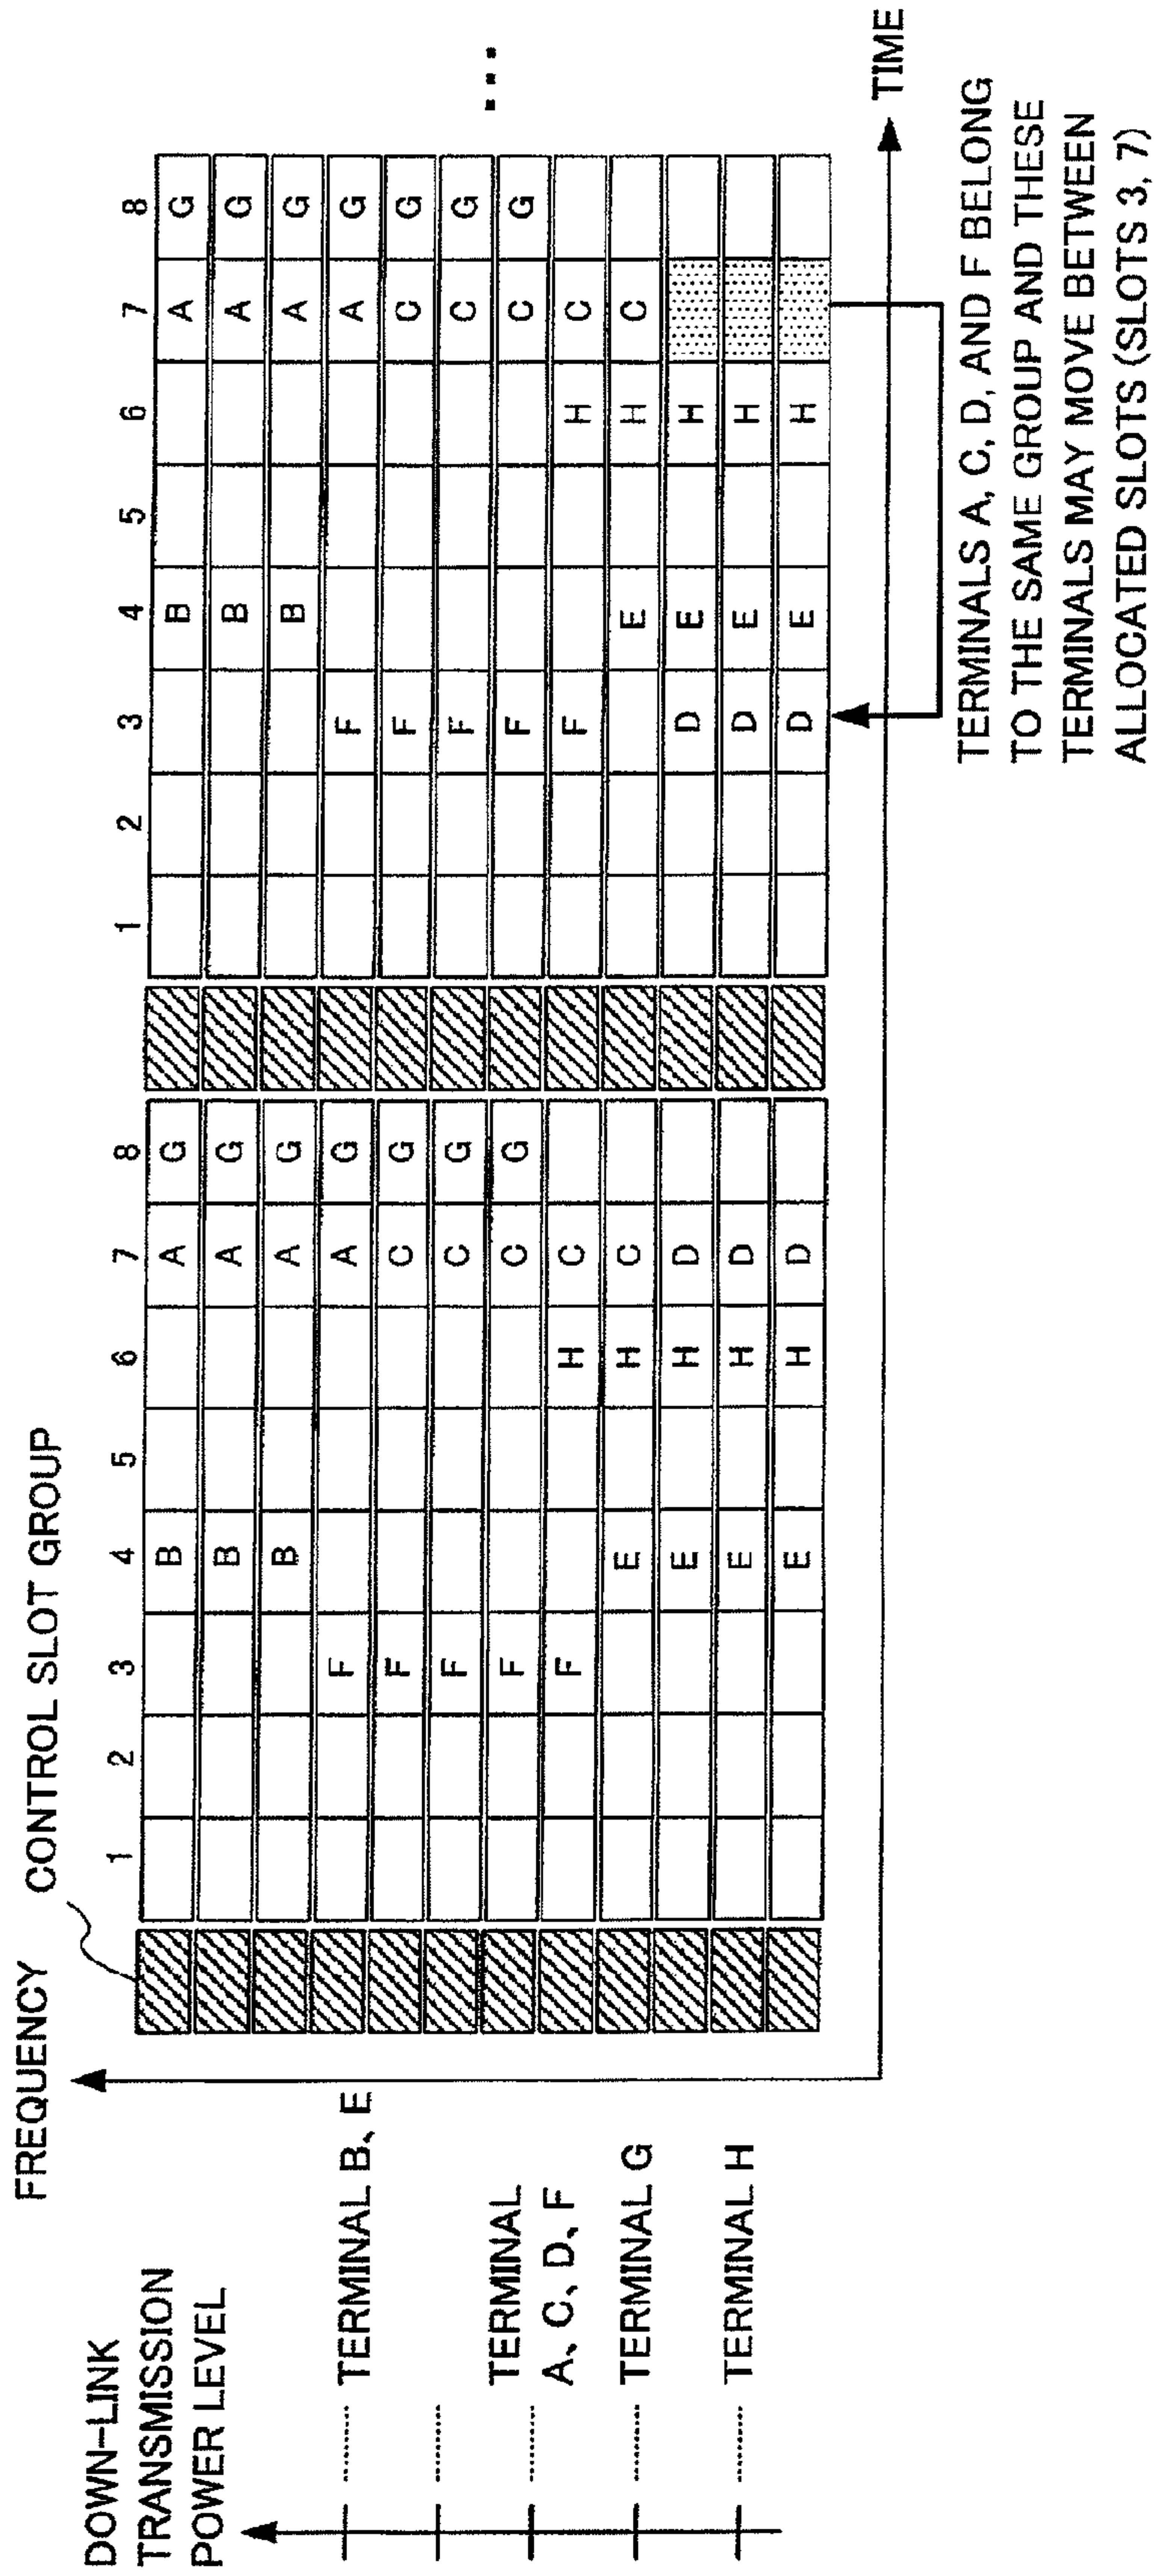 DOWN-LINK
TRANSMISSION
POWER LEVEL
TERMINAL B、E
TERMINAL
A、C、D、F
TERMINAL G
TERMINAL H
FREQUENCY
CONTROL SLOT GROUP
1 2 3 4 5 6 7 8 1 2 3 4 5 6 7 8
B A G B A G
B A G B A G
B A G B A G
F A G F A G
F C G F C G
F C G F C G
F C G F C G
F H C F H C
E H C E H C
E H D D E H
E H D D E H
E H D D E H
...
TIME
TERMINALS A, C, D, AND F BELONG
TO THE SAME GROUP AND THESE
TERMINALS MAY MOVE BETWEEN
ALLOCATED SLOTS (SLOTS 3, 7)